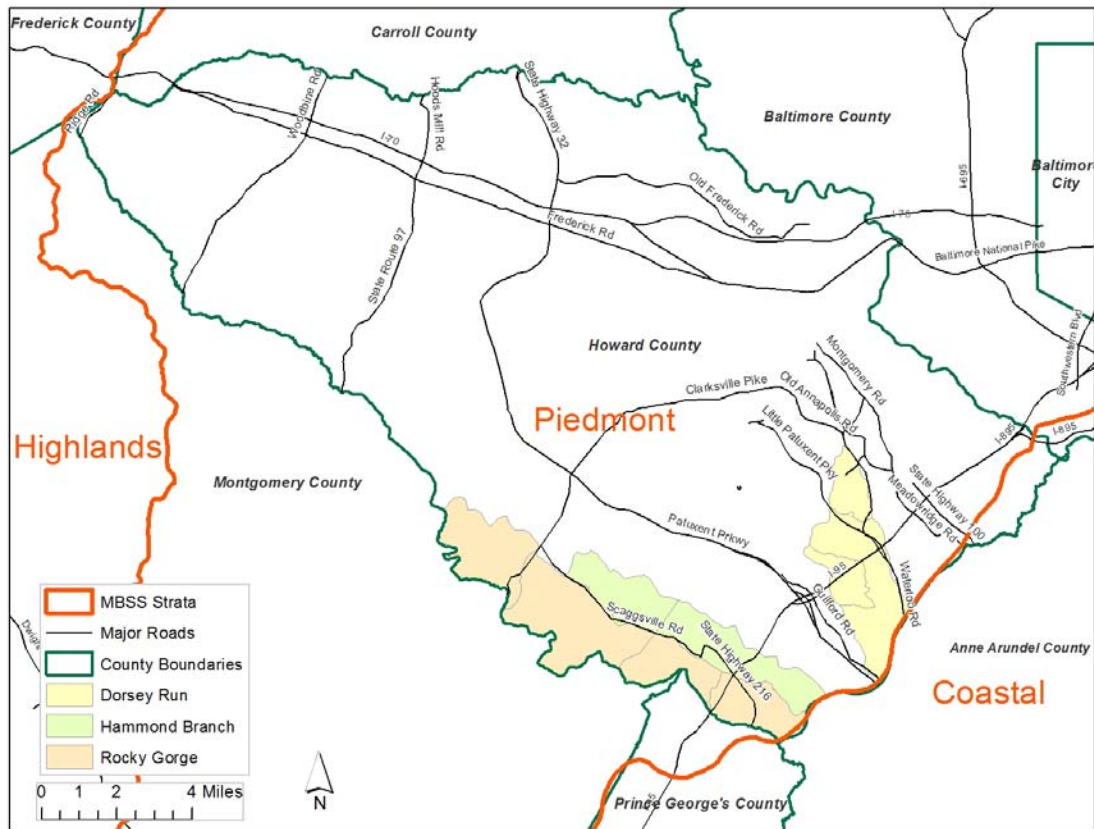 Frederick County
Carroll County
Ridge Rd
Woodbine Rd
Hoods Mill Rd
State Highway 32
Baltimore County
I-70
Baltimore
City
I-695
Old Frederick Rd
I-70
Frederick Rd
Baltimore National Pike
State Route 97
Southwestern Blvd
Howard County
Montgomery Rd
Clarksville Pike
Old Annapolis Rd
Piedmont
Little Patuxent Pky
I-895
I-895
Highlands
Montgomery County
State Highway 100
Meadowridge Rd
Patuxent Prkwy
I-95
Guilford Rd
Waterloo Rd
Scaggsville Rd
State Highway 216
Anne Arundel County
Coastal
MBSS Strata
Major Roads
County Boundaries
Dorsey Run
Hammond Branch
Rocky Gorge
0 1 2 4 Miles
N
Prince George's County